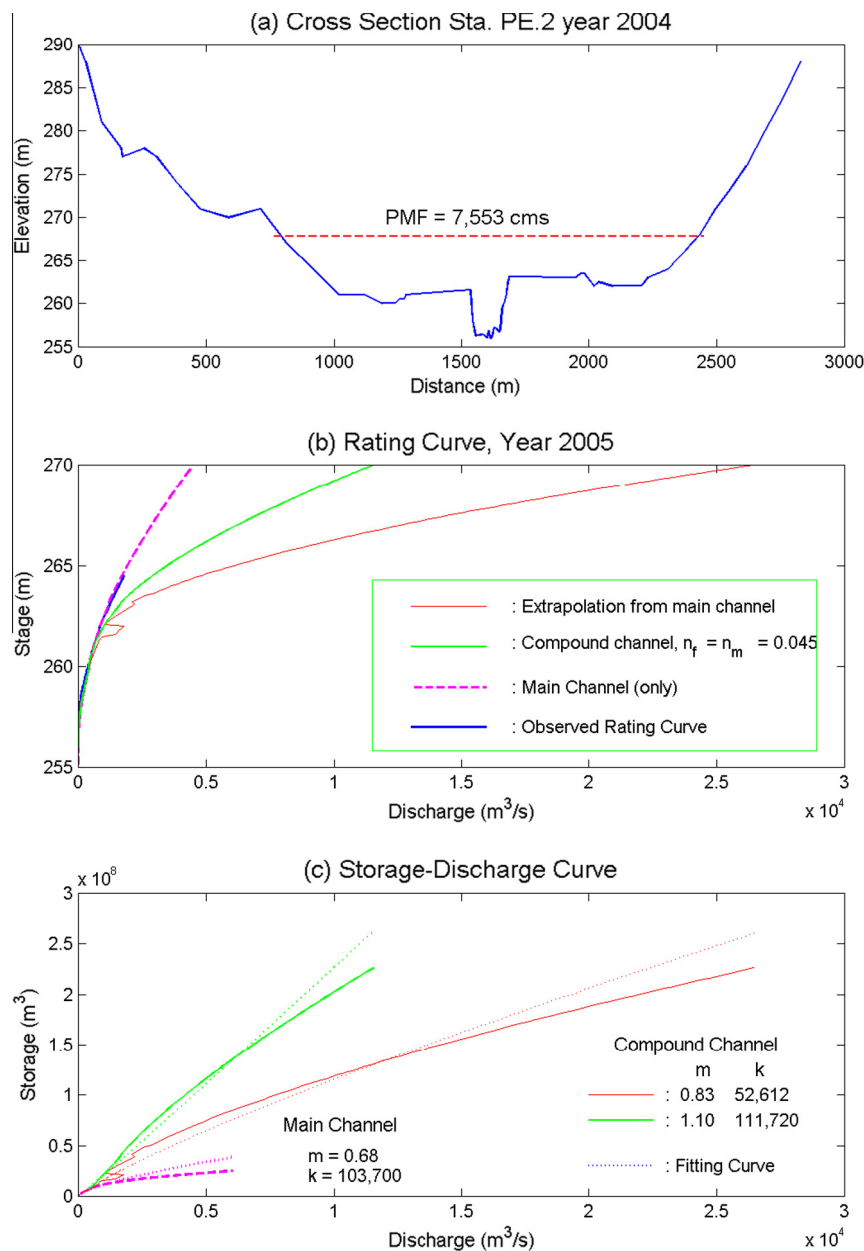 (a) Cross Section Sta. PE.2 year 2004
290
285
280
275
270
265
260
255
Elevation (m)
PMF = 7,553 cms
0 500 1000 1500 2000 2500 3000
Distance (m)
(b) Rating Curve, Year 2005
270
265
260
255
Stage (m)
: Extrapolation from main channel
: Compound channel, n_f = n_m = 0.045
: Main Channel (only)
: Observed Rating Curve
0 0.5 1 1.5 2 2.5 3
Discharge (m³/s)
x 10⁴
(c) Storage-Discharge Curve
x 10⁸
3
2.5
2
1.5
1
0.5
0
Storage (m³)
Main Channel
m = 0.68
k = 103,700
Compound Channel
m k
: 0.83 52,612
: 1.10 111,720
: Fitting Curve
0 0.5 1 1.5 2 2.5 3
Discharge (m³/s)
x 10⁴